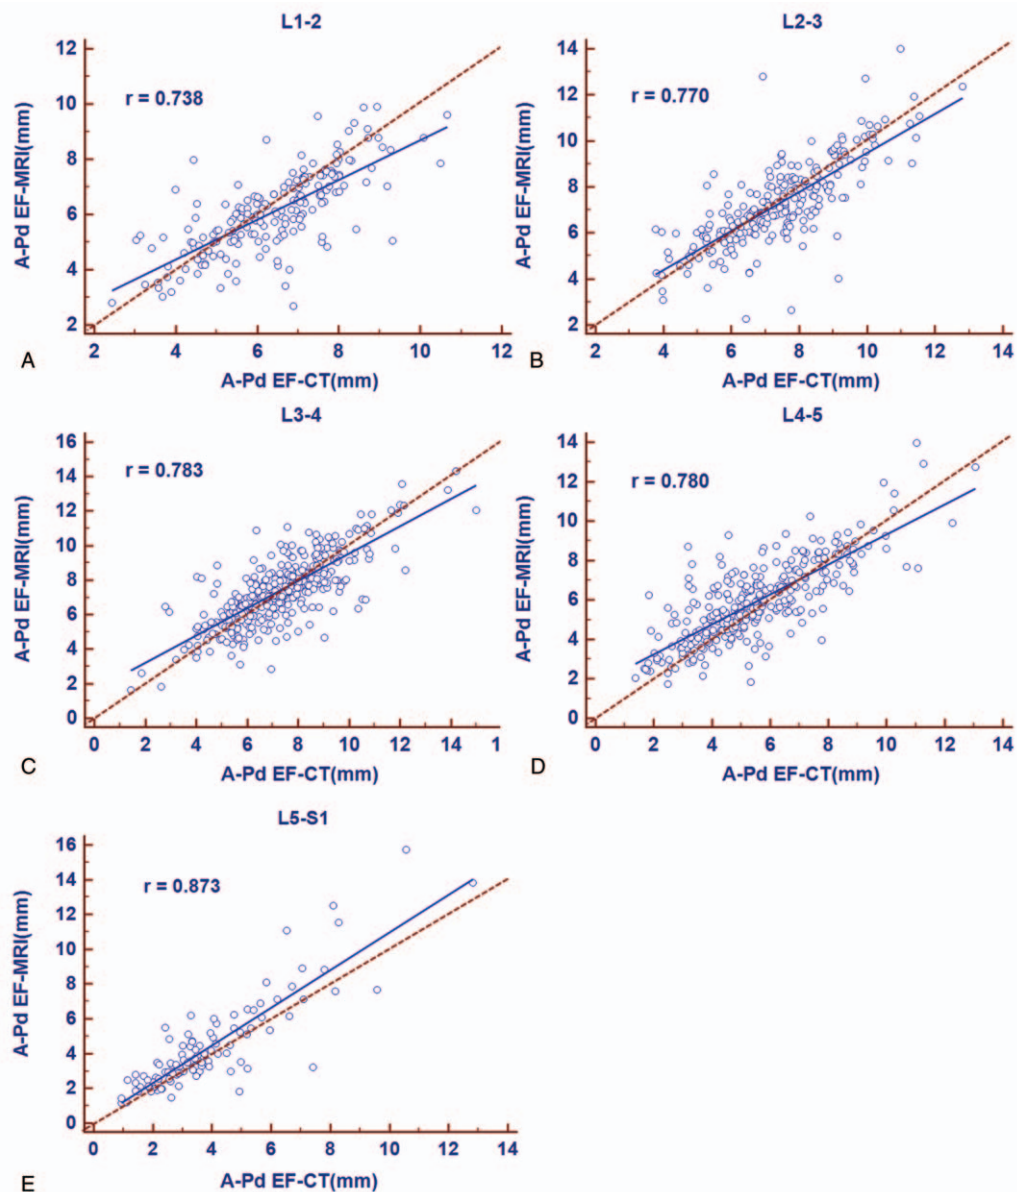 L1-2
12
r = 0.738
10
8
6
4
2
A-Pd EF-MRI(mm)
2 4 6 8 10 12
A
A-Pd EF-CT(mm)
L2-3
14
r = 0.770
12
10
8
6
4
2
A-Pd EF-MRI(mm)
2 4 6 8 10 12 14
B
A-Pd EF-CT(mm)
L3-4
16
r = 0.783
14
12
10
8
6
4
2
0
A-Pd EF-MRI(mm)
0 2 4 6 8 10 12 14 1
C
A-Pd EF-CT(mm)
L4-5
14
r = 0.780
12
10
8
6
4
2
0
A-Pd EF-MRI(mm)
0 2 4 6 8 10 12 14
D
A-Pd EF-CT(mm)
L5-S1
16
r = 0.873
14
12
10
8
6
4
2
0
A-Pd EF-MRI(mm)
0 2 4 6 8 10 12 14
E
A-Pd EF-CT(mm)